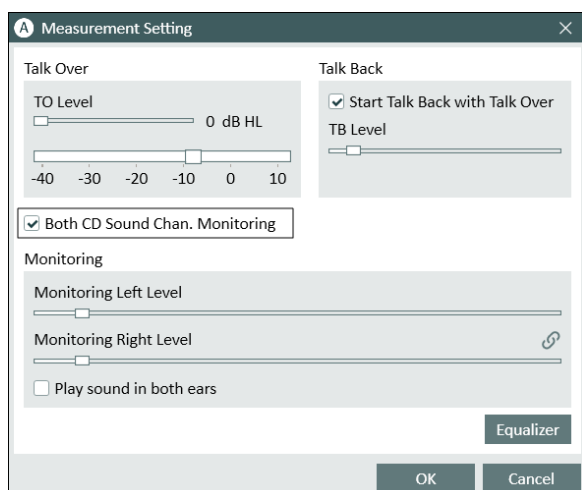 A Measurement Setting
Talk Over
TO Level
0 dB HL
-40 -30 -20 -10 0 10
Talk Back
Start Talk Back with Talk Over
TB Level
Both CD Sound Chan. Monitoring
Monitoring
Monitoring Left Level
Monitoring Right Level
Play sound in both ears
Equalizer
OK Cancel